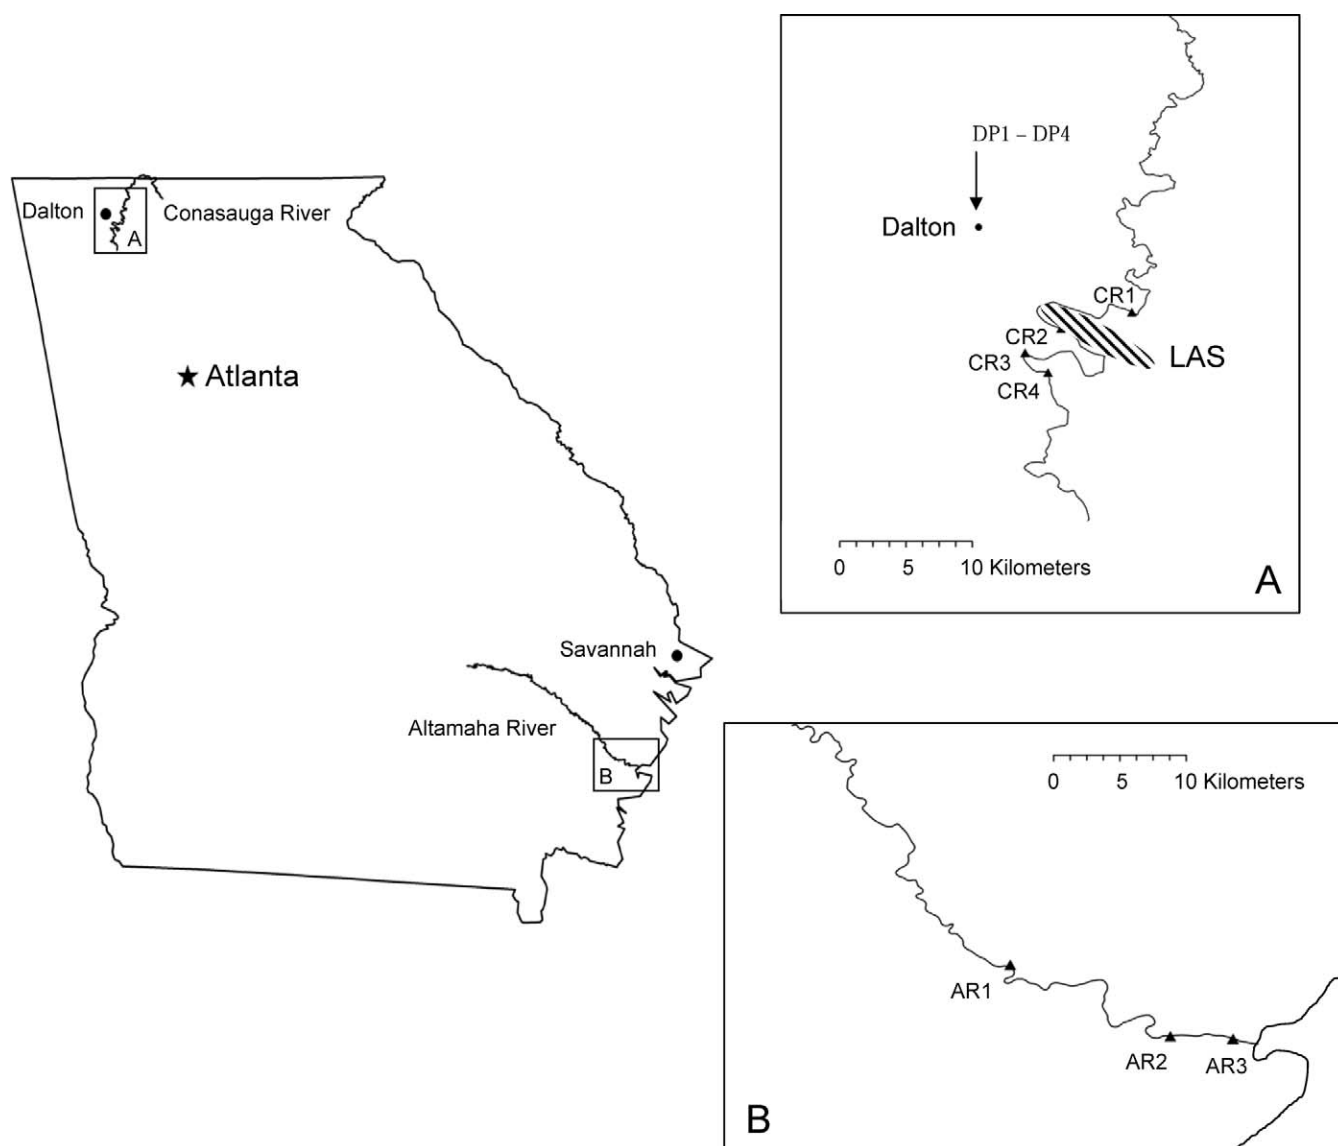 Dalton
Conasauga River
A
Atlanta
Savannah
Altamaha River
B
DP1 – DP4
Dalton
CR1
CR2
LAS
CR3
CR4
0 5 10 Kilometers
A
0 5 10 Kilometers
AR1
AR2 AR3
B